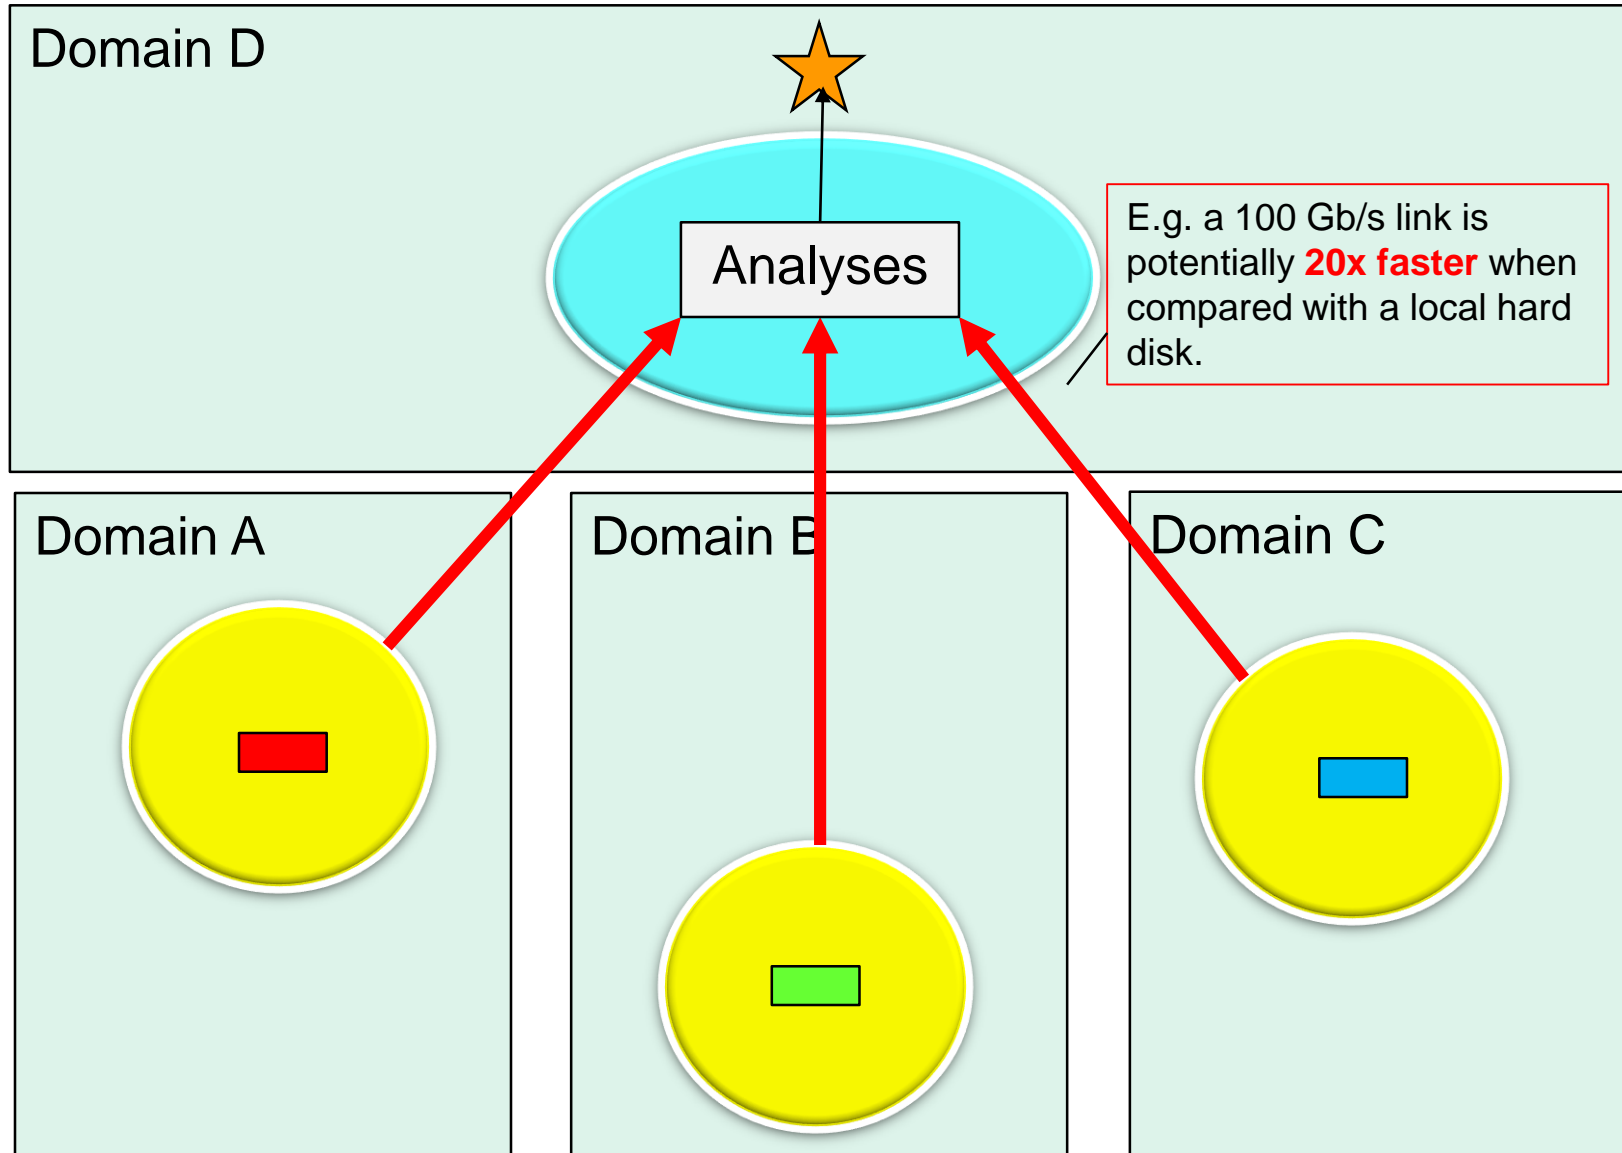 Domain D
Analyses
E.g. a 100 Gb/s link is
potentially 20x faster when
compared with a local hard
disk.
Domain A
Domain B
Domain C